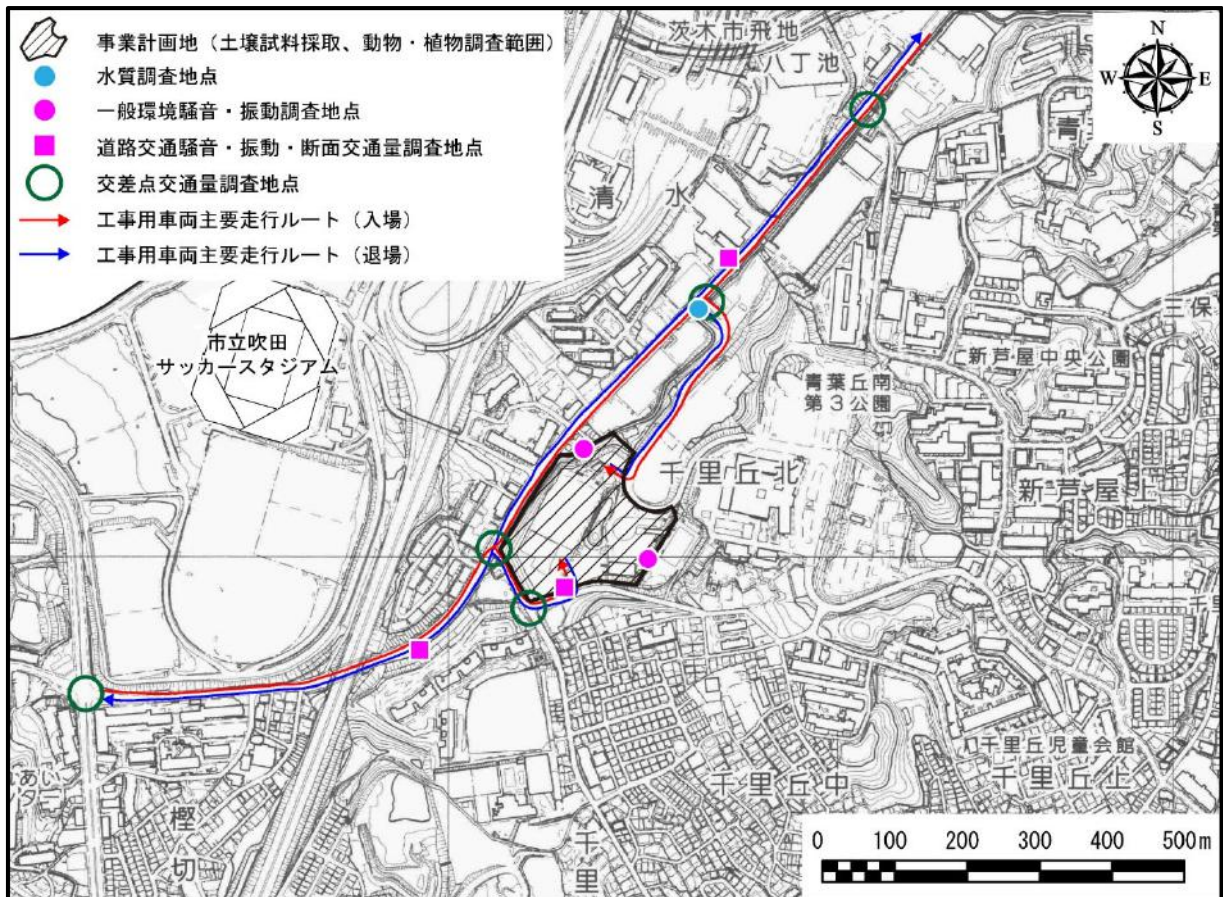 事業計画地（土壌試料採取、動物・植物調査範囲）
水質調査地点
一般環境騒音・振動調査地点
道路交通騒音・振動・断面交通量調査地点
交差点交通量調査地点
工事用車両主要走行ルート（入場）
工事用車両主要走行ルート（退場）
茨木市飛地
八丁池
N
W
E
S
青
清水
三保
市立吹田
サッカースタジアム
新芦屋中央公園
青葉丘南
第3公園
千里丘北
新芦屋上
千里丘児童会館
千里丘上
千里丘中
あい
樫切
千里
0 100 200 300 400 500m